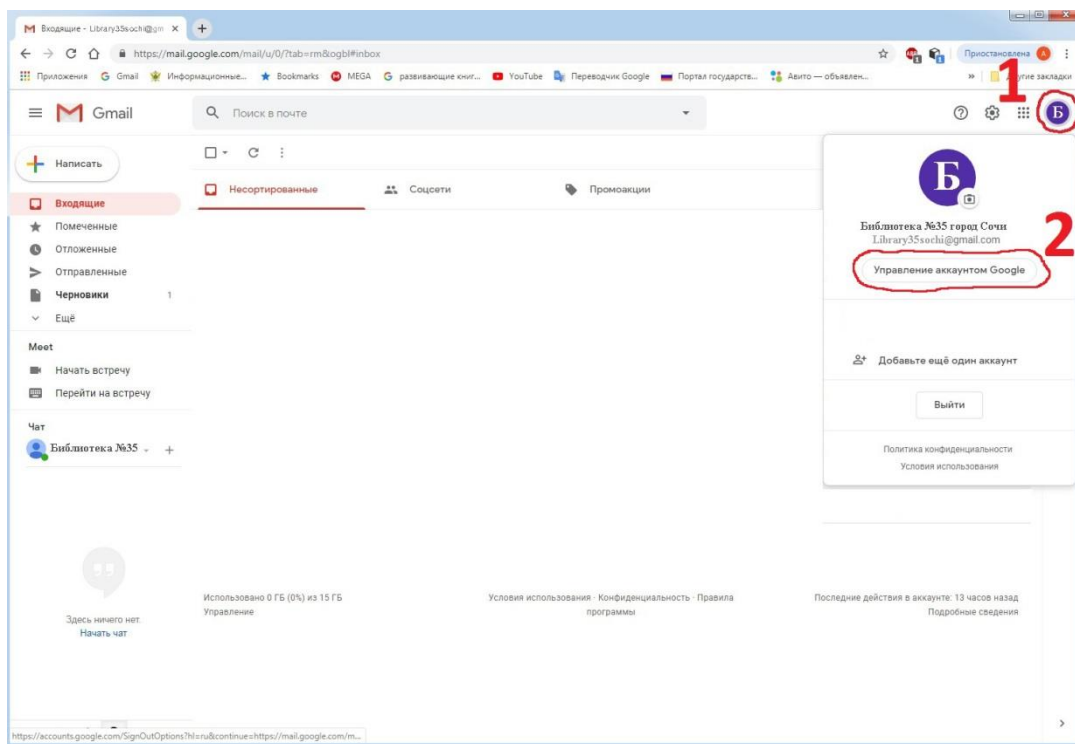 Входящие - Library35sochi@gm
https://mail.google.com/mail/u/0/?tab=rm&ogbl#inbox
Приостановлена
Приложения Gmail Информационные... Bookmarks MEGA развивающие книг... YouTube Переводчик Google Портал государств... Авито — объявлен... » Другие закладки
1
Gmail
Поиск в почте
Б
Написать
Несортированные Соцсети Промоакции
Входящие
Помеченные
Отложенные
Отправленные
Черновики 1
Ещё
Meet
Начать встречу
Перейти на встречу
Чат
Библиотека №35
Здесь ничего нет.
Начать чат
Б
Библиотека №35 город Сочи
Library35sochi@gmail.com
2
Управление аккаунтом Google
Добавьте ещё один аккаунт
Выйти
Политика конфиденциальности
Условия использования
Использовано 0 ГБ (0%) из 15 ГБ
Управление
Условия использования · Конфиденциальность · Правила
программы
Последние действия в аккаунте: 13 часов назад
Подробные сведения
https://accounts.google.com/SignOutOptions?hl=ru&continue=https://mail.google.com/m...